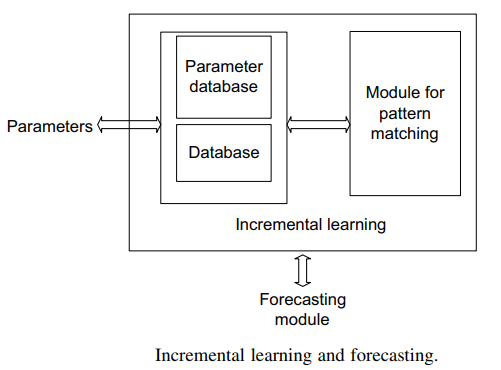 Parameter
database
Database
Parameters
Module for
pattern
matching
Incremental learning
Forecasting
module
Incremental learning and forecasting.